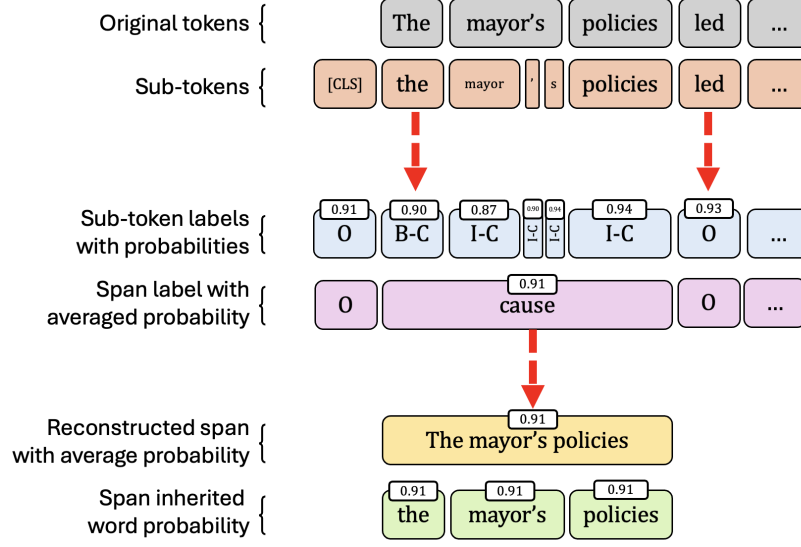 Original tokens { The mayor's policies led ...
Sub-tokens { [CLS] the mayor ' s policies led ...
0.91 0.90 0.87 0.90 0.94 0.94 0.93
Sub-token labels
with probabilities { O B-C I-C I-C I-C I-C O ...
0.91
Span label with
averaged probability { O cause O ...
0.91
Reconstructed span
with average probability { The mayor's policies
0.91 0.91 0.91
Span inherited
word probability { the mayor's policies